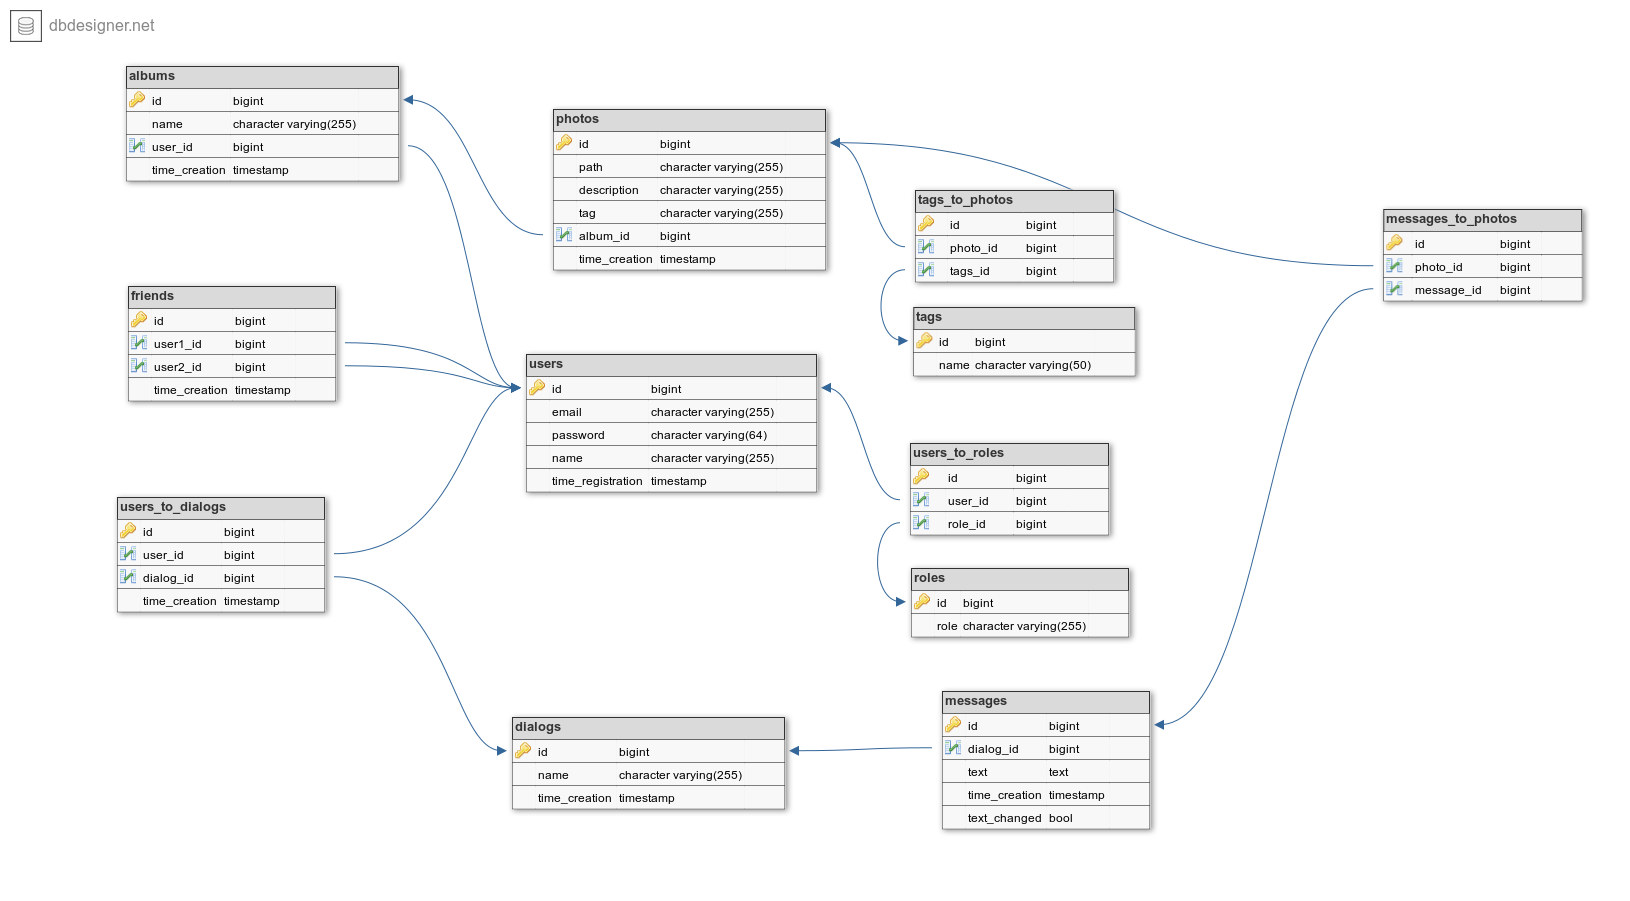 dbdesigner.net
albums
id bigint
name character varying(255)
user_id bigint
time_creation timestamp
photos
id bigint
path character varying(255)
description character varying(255)
tag character varying(255)
album_id bigint
time_creation timestamp
tags_to_photos
id bigint
photo_id bigint
tags_id bigint
messages_to_photos
id bigint
photo_id bigint
message_id bigint
friends
id bigint
user1_id bigint
user2_id bigint
time_creation timestamp
tags
id bigint
name character varying(50)
users
id bigint
email character varying(255)
password character varying(64)
name character varying(255)
time_registration timestamp
users_to_roles
id bigint
user_id bigint
role_id bigint
users_to_dialogs
id bigint
user_id bigint
dialog_id bigint
time_creation timestamp
roles
id bigint
role character varying(255)
dialogs
id bigint
name character varying(255)
time_creation timestamp
messages
id bigint
dialog_id bigint
text text
time_creation timestamp
text_changed bool